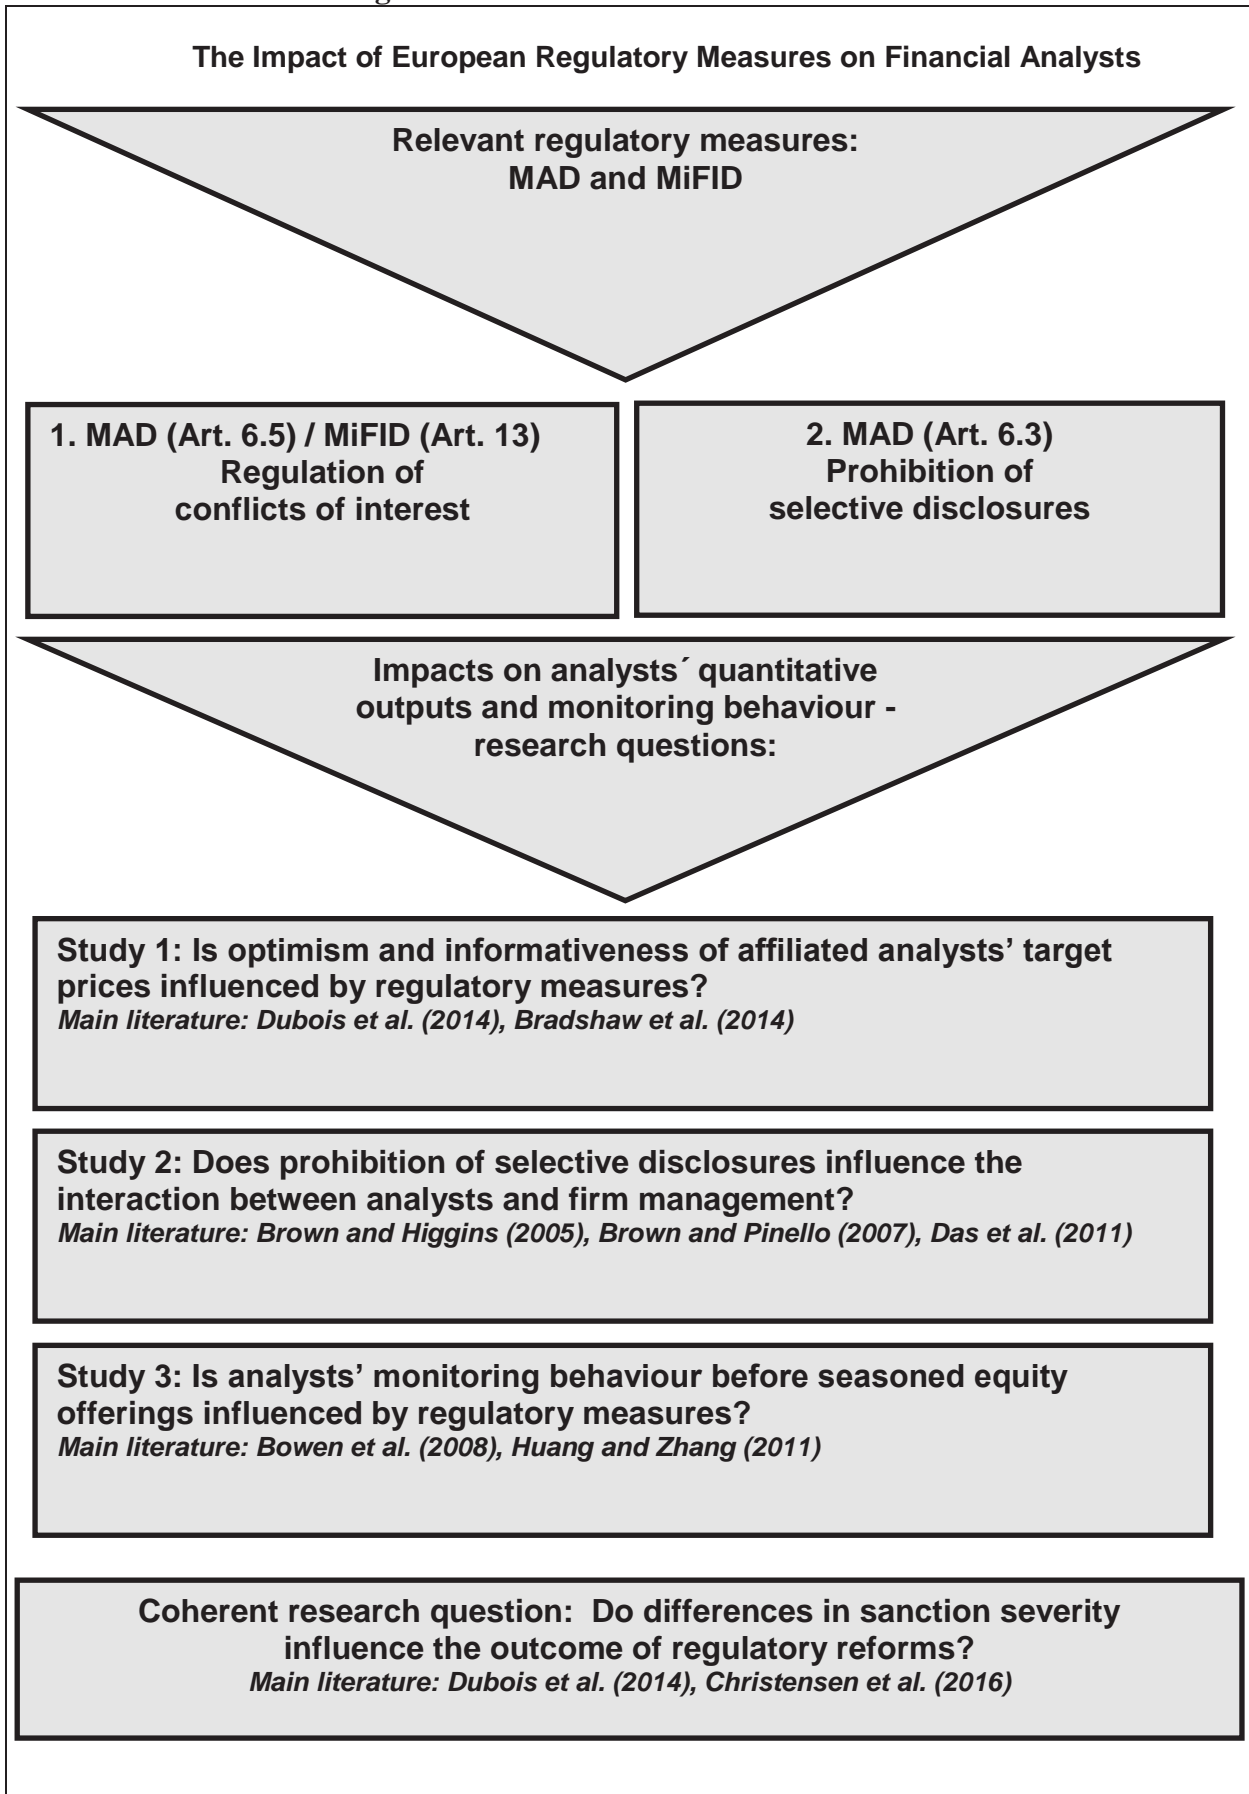 The Impact of European Regulatory Measures on Financial Analysts
Relevant regulatory measures:
MAD and MiFID
1. MAD (Art. 6.5) / MiFID (Art. 13)
Regulation of
conflicts of interest
2. MAD (Art. 6.3)
Prohibition of
selective disclosures
Impacts on analysts´ quantitative
outputs and monitoring behaviour -
research questions:
Study 1: Is optimism and informativeness of affiliated analysts’ target
prices influenced by regulatory measures?
Main literature: Dubois et al. (2014), Bradshaw et al. (2014)
Study 2: Does prohibition of selective disclosures influence the
interaction between analysts and firm management?
Main literature: Brown and Higgins (2005), Brown and Pinello (2007), Das et al. (2011)
Study 3: Is analysts’ monitoring behaviour before seasoned equity
offerings influenced by regulatory measures?
Main literature: Bowen et al. (2008), Huang and Zhang (2011)
Coherent research question:  Do differences in sanction severity
influence the outcome of regulatory reforms?
Main literature: Dubois et al. (2014), Christensen et al. (2016)